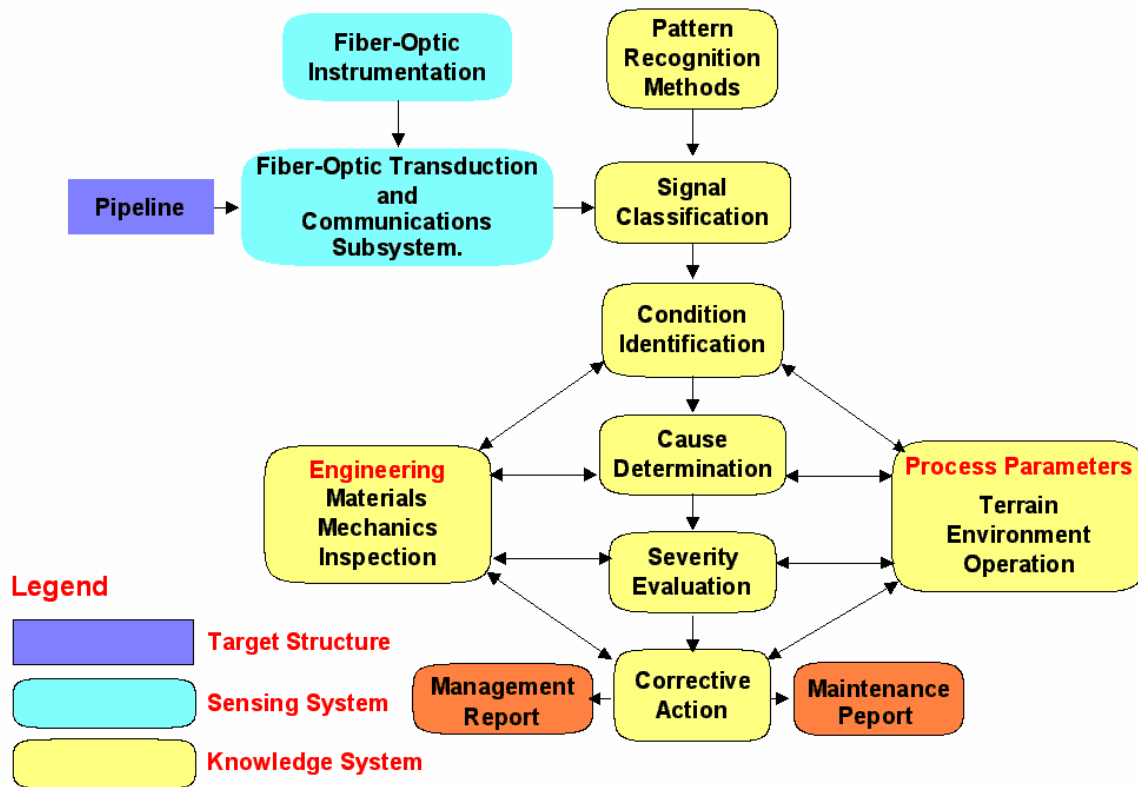 Fiber-Optic
Instrumentation
Pattern
Recognition
Methods
Pipeline
Fiber-Optic Transduction
and
Communications
Subsystem.
Signal
Classification
Condition
Identification
Cause
Determination
Engineering
Materials
Mechanics
Inspection
Process Parameters
Terrain
Environment
Operation
Severity
Evaluation
Corrective
Action
Management
Report
Maintenance
Peport
Legend
Target Structure
Sensing System
Knowledge System